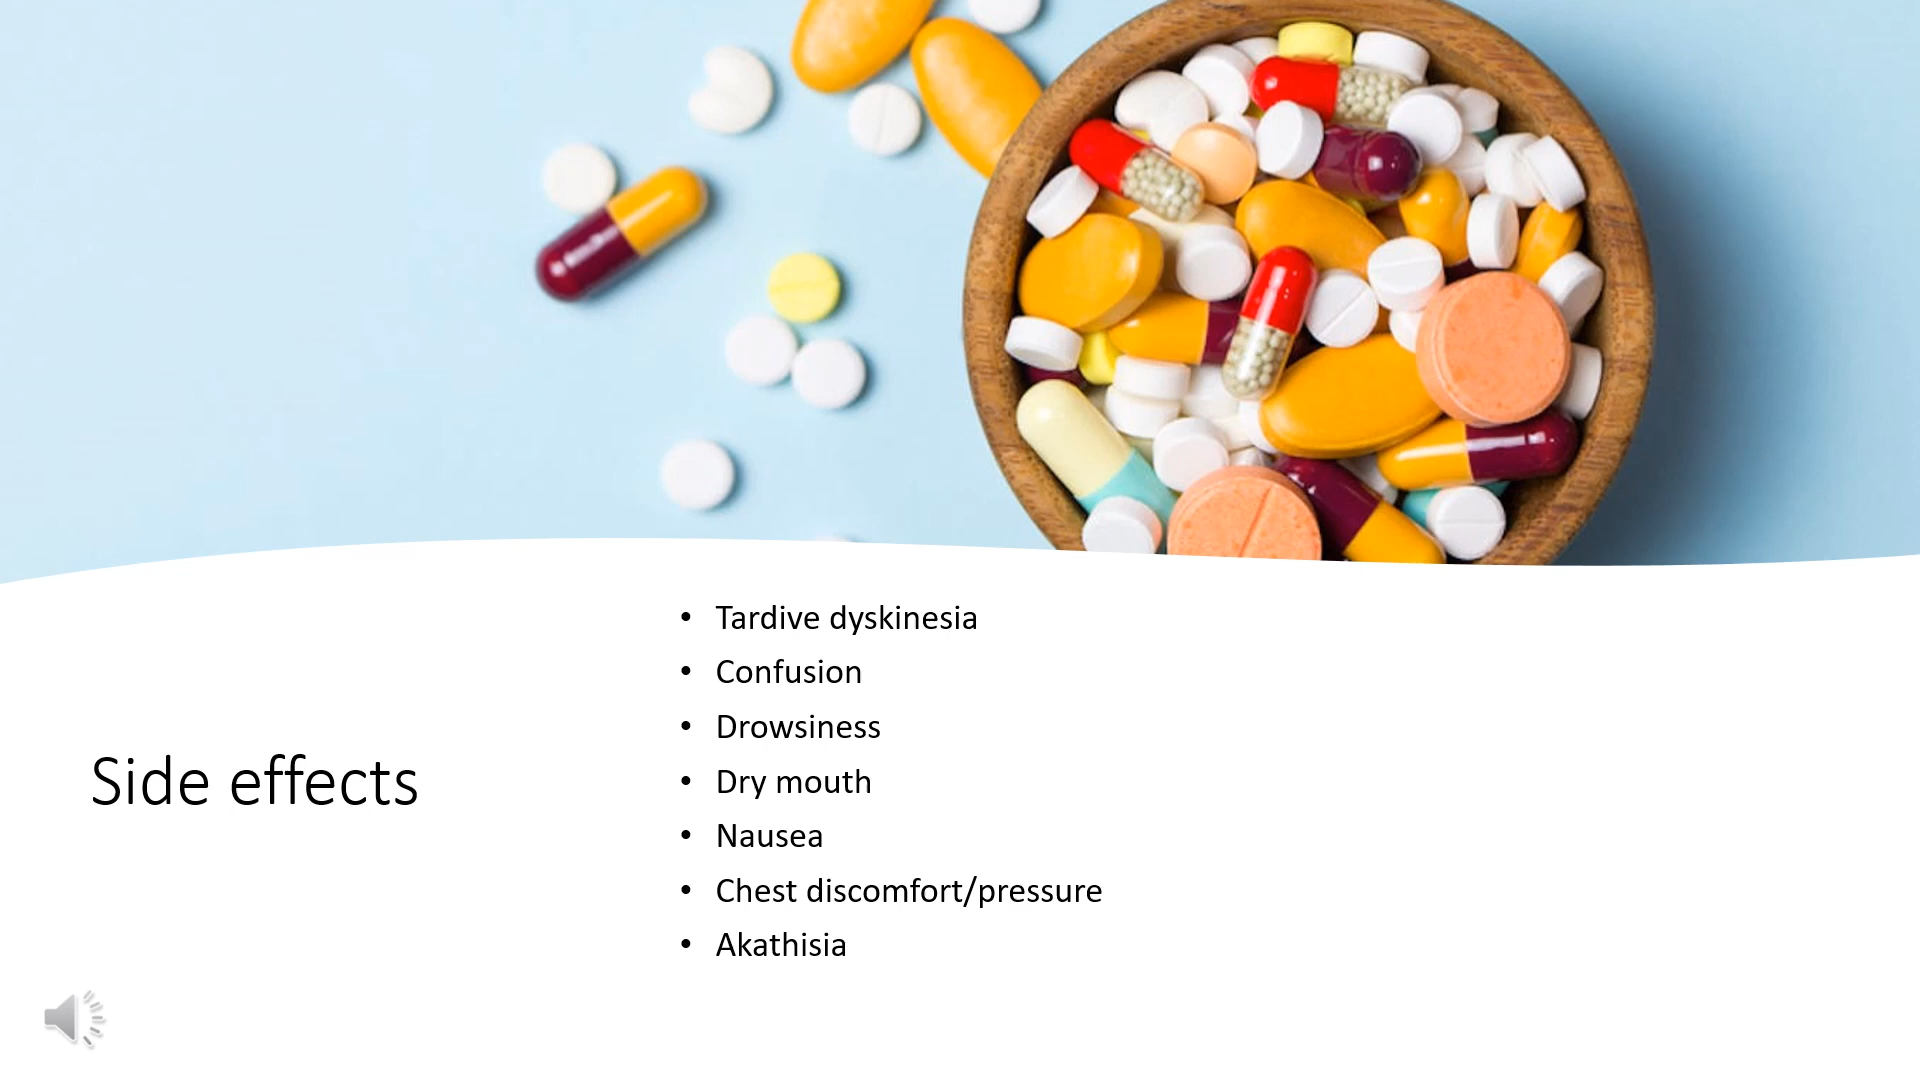 Side effects
• Tardive dyskinesia
• Confusion
• Drowsiness
• Dry mouth
• Nausea
• Chest discomfort/pressure
• Akathisia